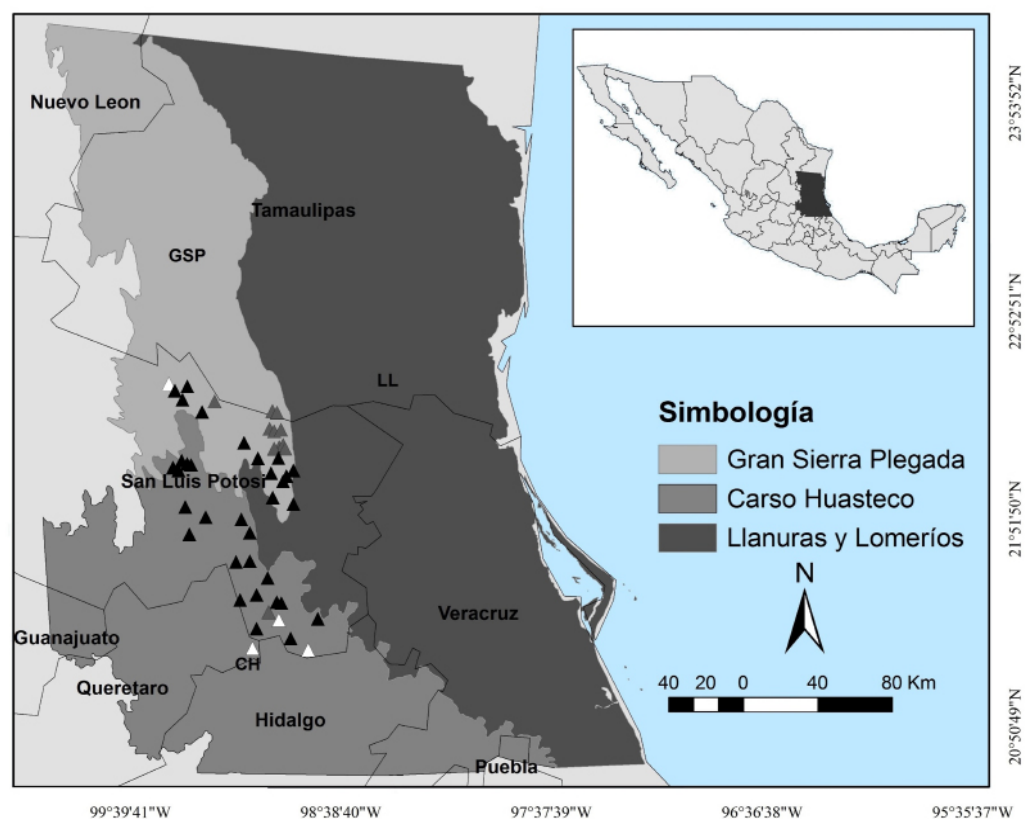 Nuevo Leon
Tamaulipas
GSP
LL
San Luis Potosi
Veracruz
Guanajuato
CH
Queretaro
Hidalgo
Puebla
Simbología
Gran Sierra Plegada
Carso Huasteco
Llanuras y Lomeríos
N
40 20 0 40 80 Km
23°53'52"N
22°52'51"N
21°51'50"N
20°50'49"N
99°39'41"W 98°38'40"W 97°37'39"W 96°36'38"W 95°35'37"W